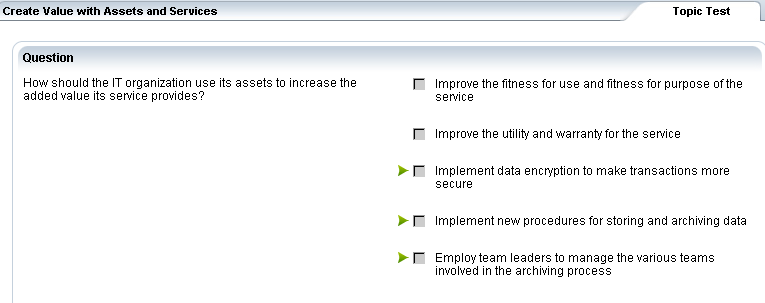 Create Value with Assets and Services
Topic Test
Question
How should the IT organization use its assets to increase the
added value its service provides?
Improve the fitness for use and fitness for purpose of the
service
Improve the utility and warranty for the service
Implement data encryption to make transactions more
secure
Implement new procedures for storing and archiving data
Employ team leaders to manage the various teams
involved in the archiving process